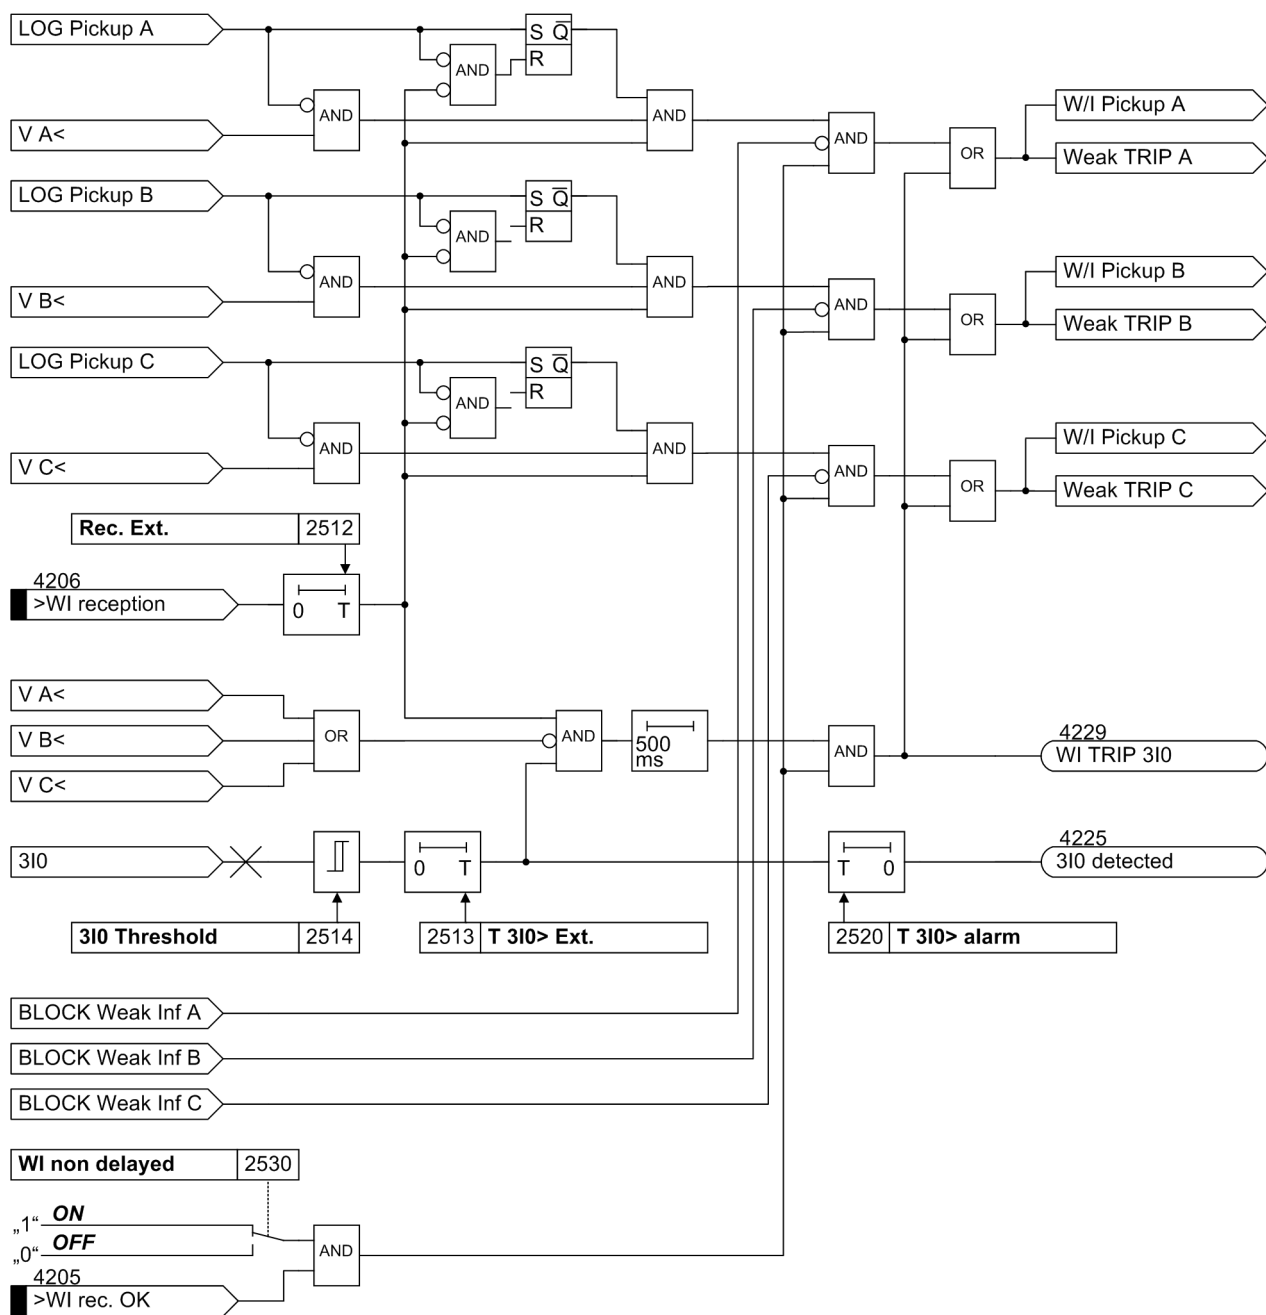 LOG Pickup A
S Q̅
R
AND
AND
AND
V A<
AND
OR
W/I Pickup A
Weak TRIP A
LOG Pickup B
S Q̅
R
AND
AND
AND
V B<
AND
OR
W/I Pickup B
Weak TRIP B
LOG Pickup C
S Q̅
R
AND
AND
AND
V C<
AND
OR
W/I Pickup C
Weak TRIP C
Rec. Ext. 2512
4206
>WI reception
0 T
V A<
V B<
V C<
OR
AND
500
ms
AND
4229
WI TRIP 3I0
3I0
0 T
T 0
4225
3I0 detected
3I0 Threshold 2514
2513 T 3I0> Ext.
2520 T 3I0> alarm
BLOCK Weak Inf A
BLOCK Weak Inf B
BLOCK Weak Inf C
WI non delayed 2530
„1“ ON
„0“ OFF
AND
4205
>WI rec. OK